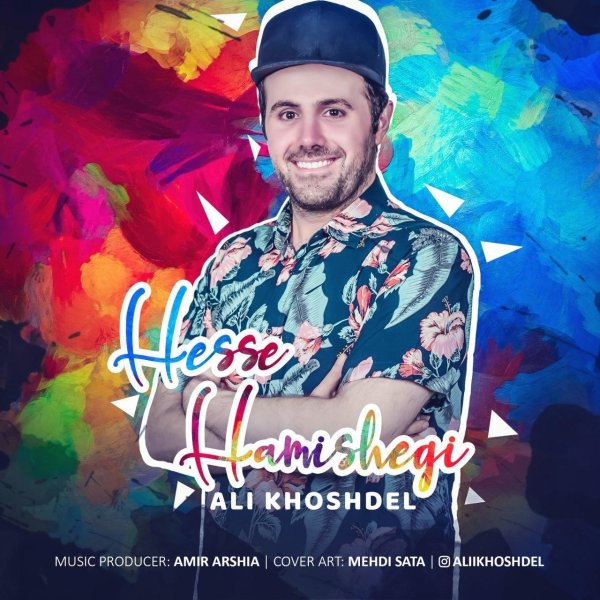 Hesse
Hamishegi
ALI KHOSHDEL
MUSIC PRODUCER: AMIR ARSHIA | COVER ART: MEHDI SATA | ALIIKHOSHDEL